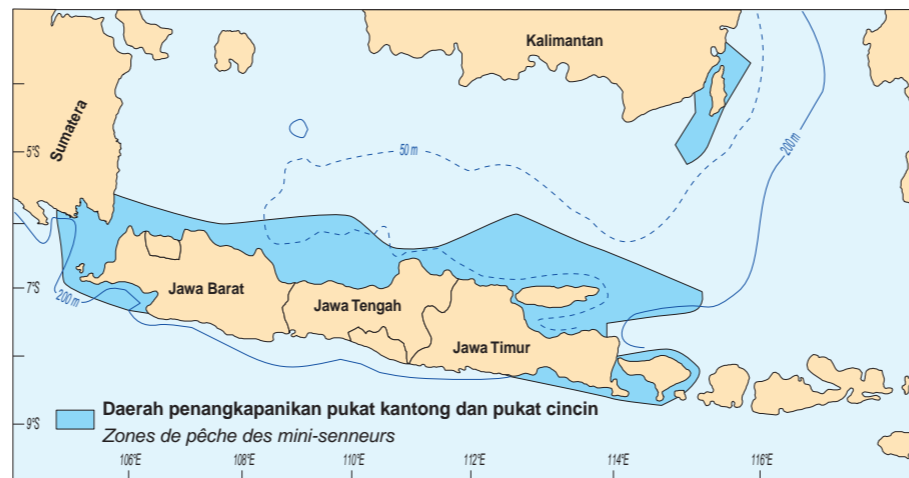 Kalimantan
Sumatera
5°S
50 m
200 m
7°S
200 m
Jawa Barat
Jawa Tengah
Jawa Timur
Daerah penangkapanikan pukat kantong dan pukat cincin
Zones de pêche des mini-senneurs
9°S
106°E
108°E
110°E
112°E
114°E
116°E